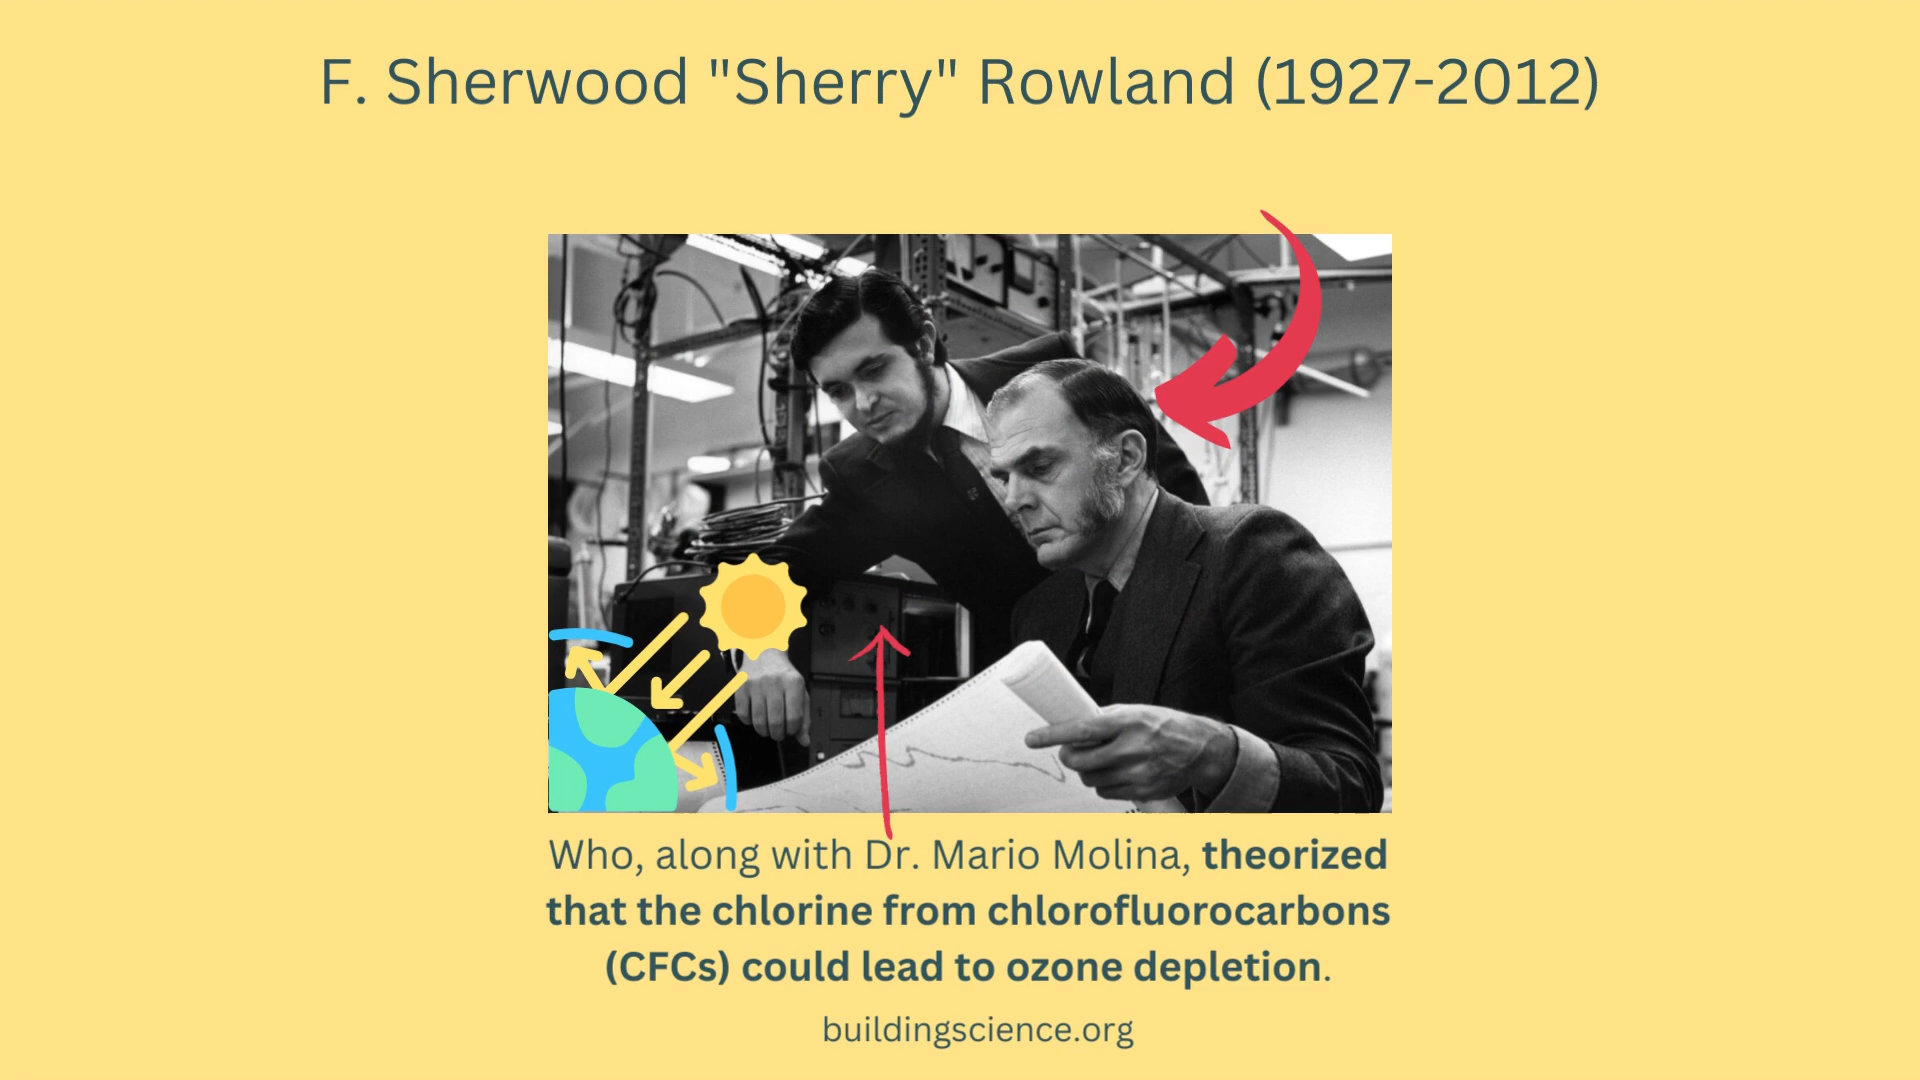 F. Sherwood "Sherry" Rowland (1927-2012)
Who, along with Dr. Mario Molina, theorized
that the chlorine from chlorofluorocarbons
(CFCs) could lead to ozone depletion.
buildingscience.org